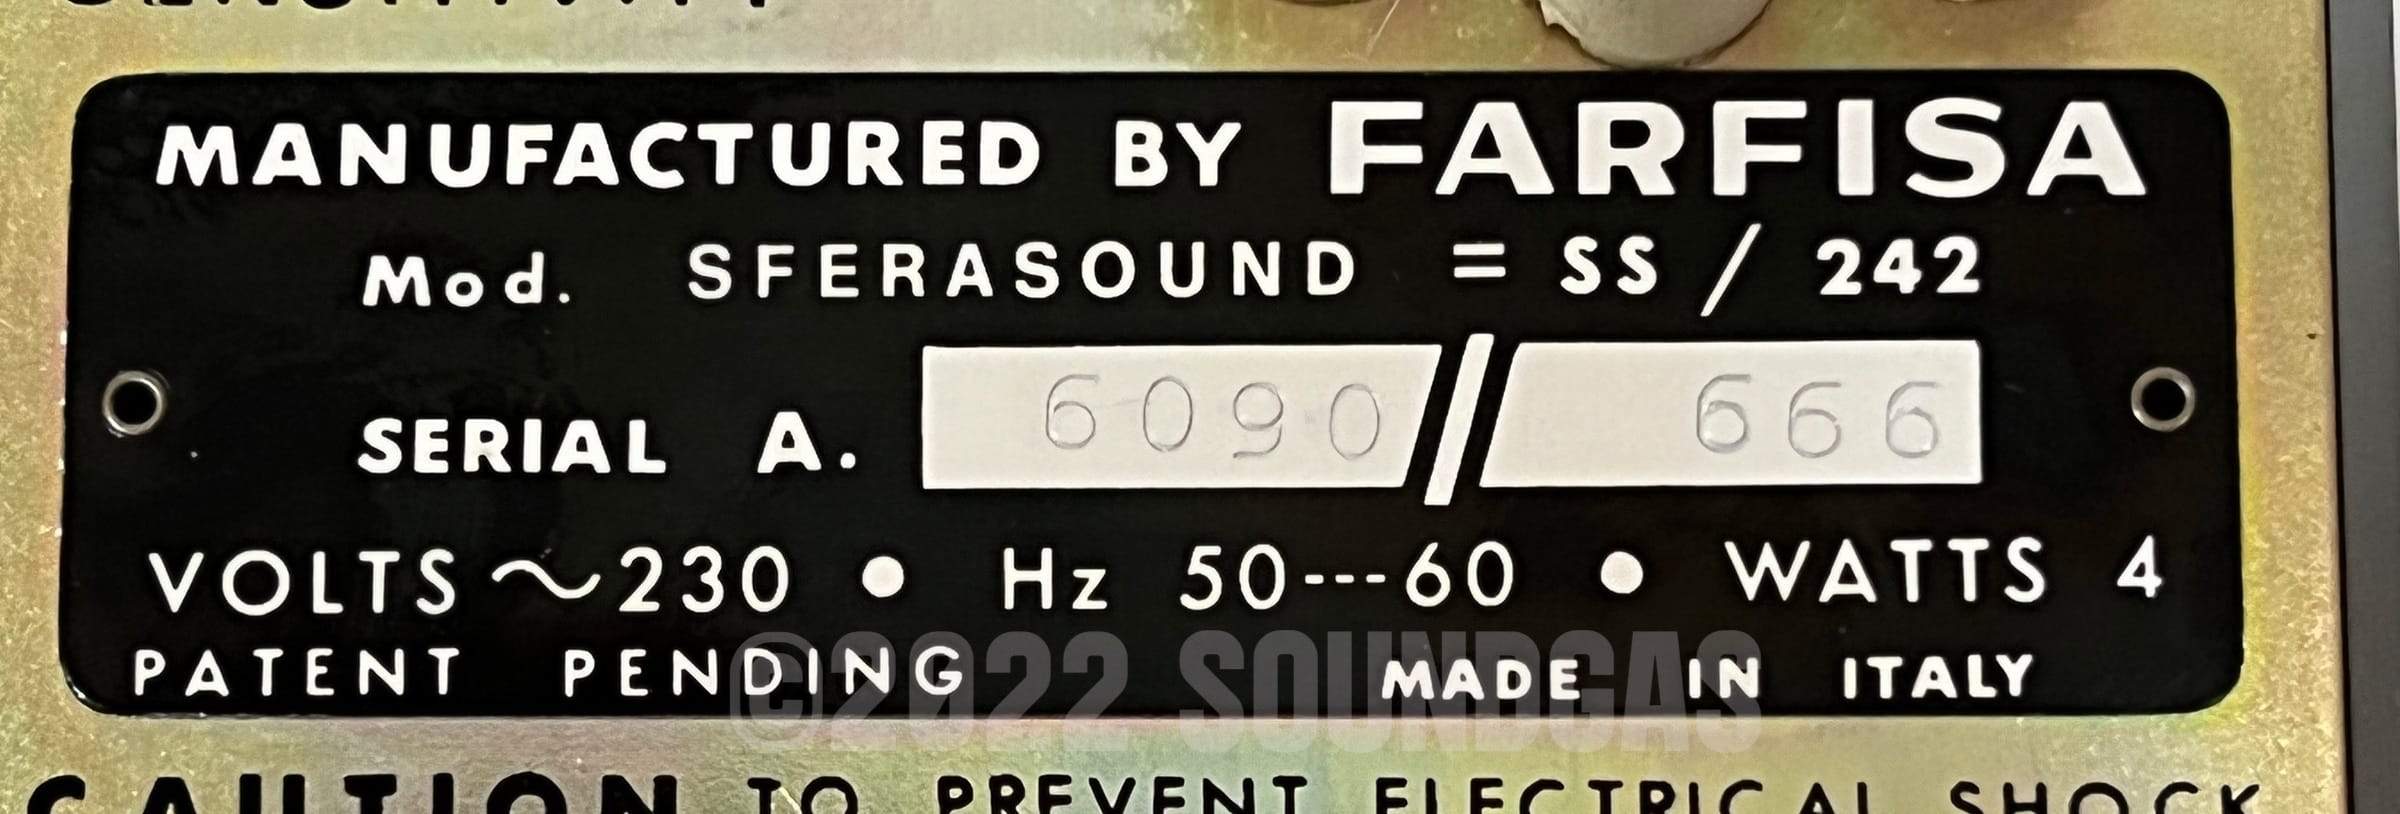 SENSITIVITY
MANUFACTURED BY FARFISA
Mod. SFERASOUND = SS / 242
SERIAL A. 6090 / 666
VOLTS ~ 230 • Hz 50---60 • WATTS 4
PATENT PENDING MADE IN ITALY
©2022 SOUNDGAS
CAUTION TO PREVENT ELECTRICAL SHOCK